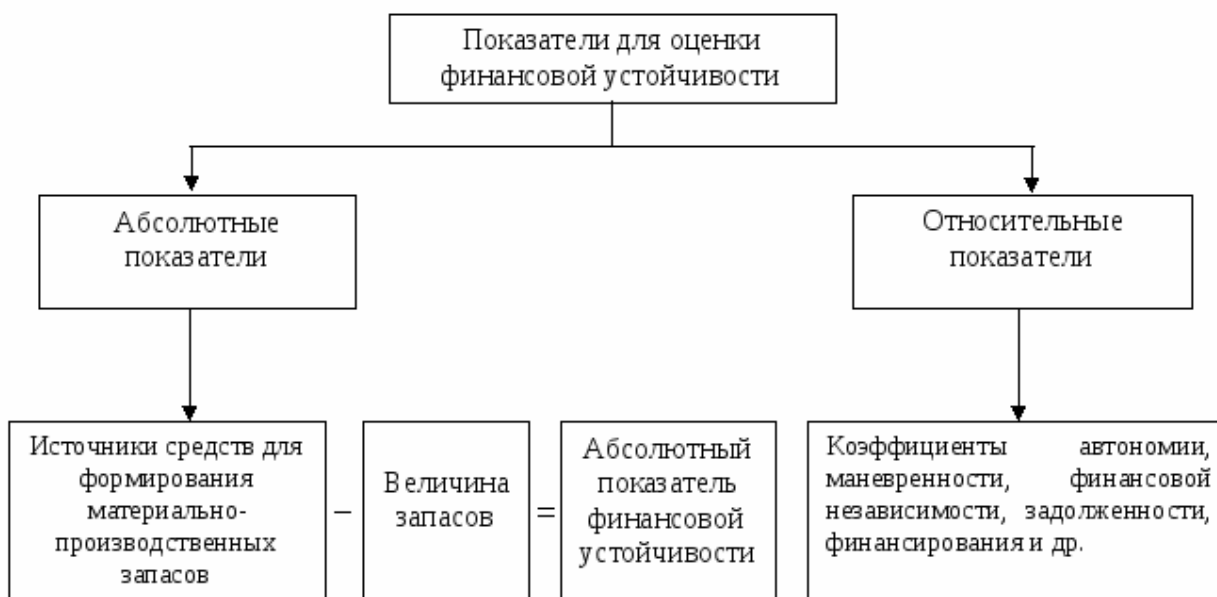 Показатели для оценки
финансовой устойчивости
Абсолютные
показатели
Относительные
показатели
Источники средств для
формирования
материально-
производственных
запасов
–
Величина
запасов
=
Абсолютный
показатель
финансовой
устойчивости
Коэффициенты автономии,
маневренности, финансовой
независимости, задолженности,
финансирования и др.